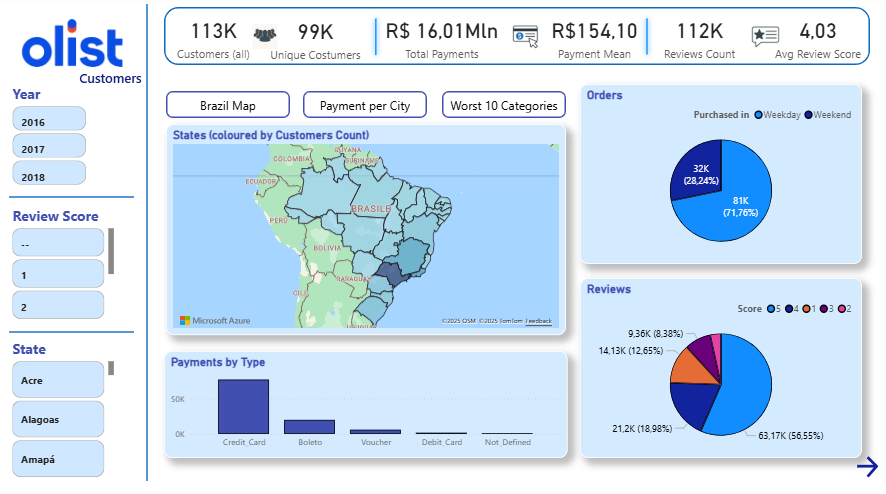 olist
Customers
Year
2016
2017
2018
Review Score
--
1
2
State
Acre
Alagoas
Amapá
113K
Customers (all)
99K
Unique Costumers
R$ 16,01Mln
Total Payments
R$154,10
Payment Mean
112K
Reviews Count
4,03
Avg Review Score
Brazil Map
Payment per City
Worst 10 Categories
States (coloured by Customers Count)
GUYANA
COLOMBIA
SURINAME
ECUADOR
BRASILE
PERÙ
BOLIVIA
PARAGUAY
CILE
URUGUAY
Microsoft Azure
©2025 OSM ©2025 TomTom Feedback
Payments by Type
50K
0K
Credit_Card
Boleto
Voucher
Debit_Card
Not_Defined
Orders
Purchased in Weekday Weekend
32K
(28,24%)
81K
(71,76%)
Reviews
Score 5 4 1 3 2
9,36K (8,38%)
14,13K (12,65%)
21,2K (18,98%)
63,17K (56,55%)